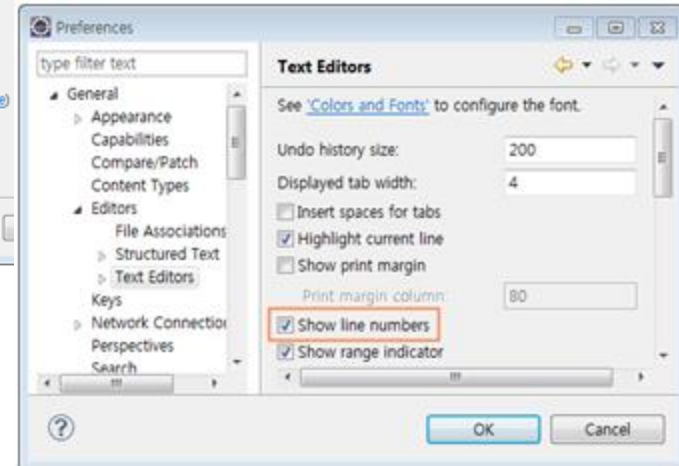 Preferences
type filter text
General
Appearance
Capabilities
Compare/Patch
Content Types
Editors
File Associations
Structured Text
Text Editors
Keys
Network Connectio
Perspectives
Search
Text Editors
See 'Colors and Fonts' to configure the font.
Undo history size: 200
Displayed tab width: 4
Insert spaces for tabs
Highlight current line
Show print margin
Print margin column: 80
Show line numbers
Show range indicator
OK Cancel